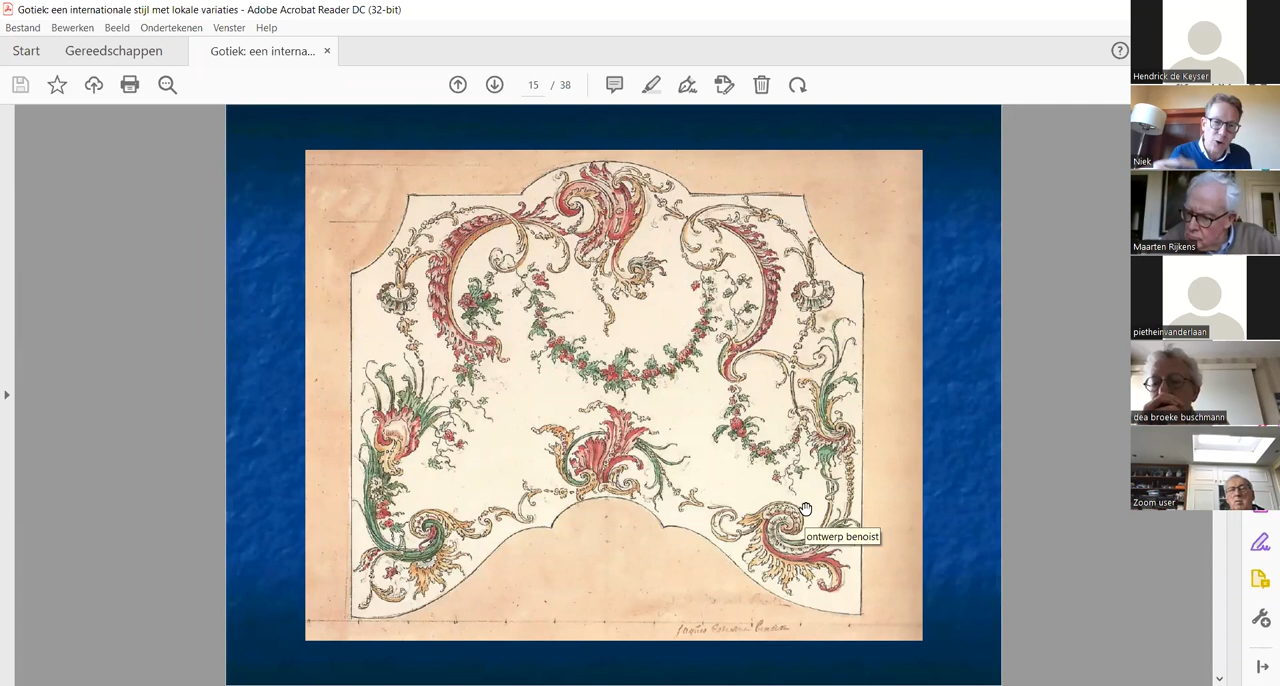 Gotiek: een internationale stijl met lokale variaties - Adobe Acrobat Reader DC (32-bit)
Bestand Bewerken Beeld Ondertekenen Venster Help
Start Gereedschappen Gotiek: een interna... ×
15 / 38
Hendrick de Keyser
Niek
Maarten Rijkens
pietheinvanderlaan
dea broeke buschmann
Zoom user
ontwerp benoist